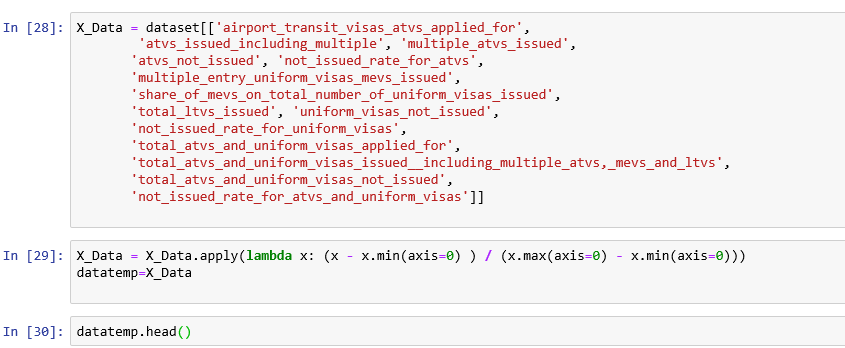 In [28]: X_Data = dataset[['airport_transit_visas_atvs_applied_for',
'atvs_issued_including_multiple', 'multiple_atvs_issued',
'atvs_not_issued', 'not_issued_rate_for_atvs',
'multiple_entry_uniform_visas_mevs_issued',
'share_of_mevs_on_total_number_of_uniform_visas_issued',
'total_ltvs_issued', 'uniform_visas_not_issued',
'not_issued_rate_for_uniform_visas',
'total_atvs_and_uniform_visas_applied_for',
'total_atvs_and_uniform_visas_issued__including_multiple_atvs,_mevs_and_ltvs',
'total_atvs_and_uniform_visas_not_issued',
'not_issued_rate_for_atvs_and_uniform_visas']]
In [29]: X_Data = X_Data.apply(lambda x: (x - x.min(axis=0) ) / (x.max(axis=0) - x.min(axis=0)))
datatemp=X_Data
In [30]: datatemp.head()